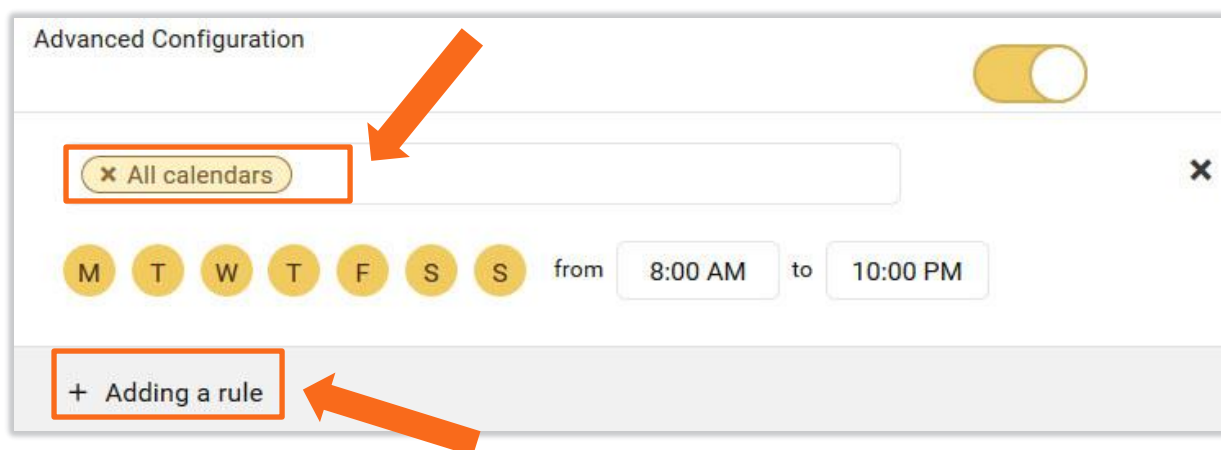 Advanced Configuration
× All calendars
×
M T W T F S S from 8:00 AM to 10:00 PM
+ Adding a rule